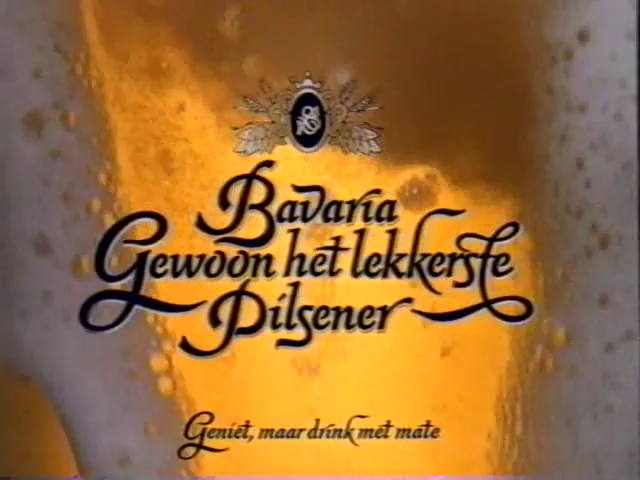 Bavaria
Gewoon het lekkerste
Pilsener
Geniet, maar drink met mate